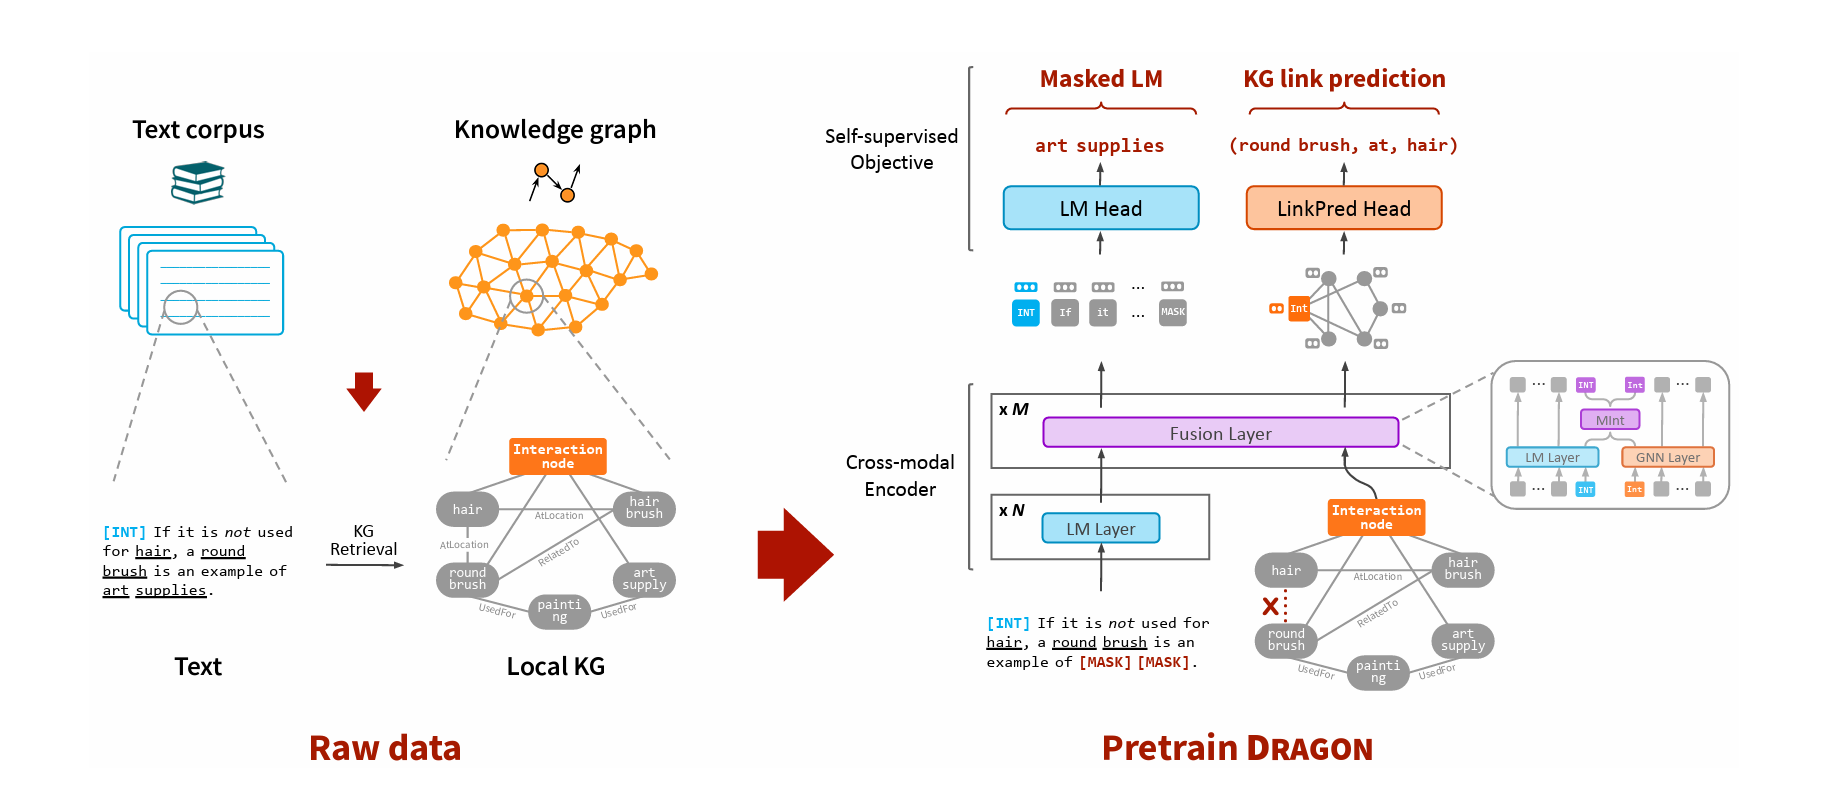 Text corpus
Knowledge graph
Interaction
node
hair
hair
brush
AtLocation
AtLocation
RelatedTo
round
brush
art
supply
UsedFor
painti
ng
UsedFor
[INT] If it is not used
for hair, a round
brush is an example of
art supplies.
KG
Retrieval
Text
Local KG
Raw data
Self-supervised
Objective
Masked LM
KG link prediction
art supplies
(round brush, at, hair)
LM Head
LinkPred Head
INT
If
it
...
...
MASK
Int
Cross-modal
Encoder
x M
Fusion Layer
x N
LM Layer
... INT Int ...
MInt
LM Layer
GNN Layer
... INT Int ...
Interaction
node
hair
hair
brush
AtLocation
RelatedTo
round
brush
art
supply
UsedFor
painti
ng
UsedFor
[INT] If it is not used for
hair, a round brush is an
example of [MASK] [MASK].
Pretrain DRAGON